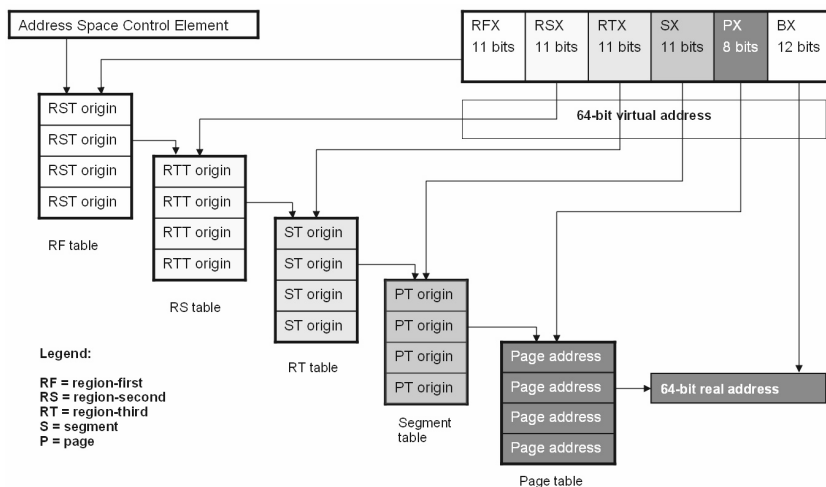 Address Space Control Element
RFX
11 bits
RSX
11 bits
RTX
11 bits
SX
11 bits
PX
8 bits
BX
12 bits
64-bit virtual address
RST origin
RST origin
RST origin
RST origin
RF table
RTT origin
RTT origin
RTT origin
RTT origin
RS table
ST origin
ST origin
ST origin
ST origin
RT table
PT origin
PT origin
PT origin
PT origin
Segment
table
Page address
Page address
Page address
Page address
Page table
64-bit real address
Legend:
RF = region-first
RS = region-second
RT = region-third
S = segment
P = page